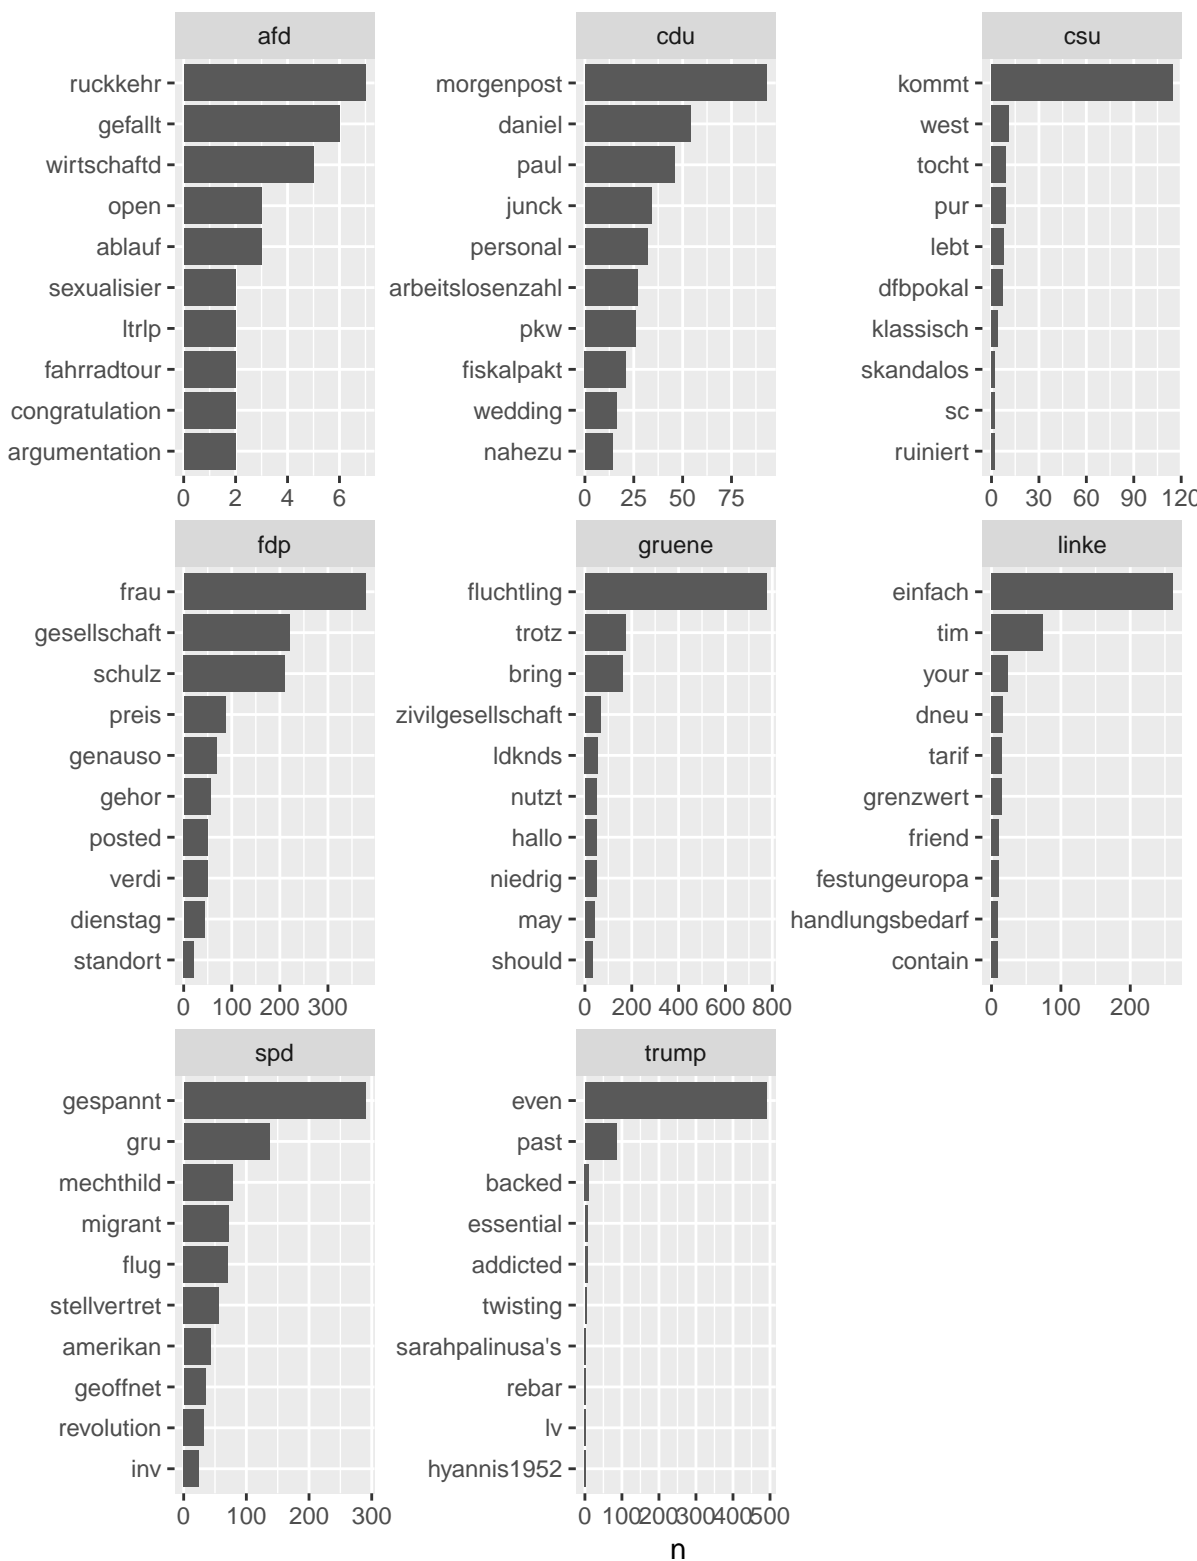 afd
ruckkehr
gefallt
wirtschaftd
open
ablauf
sexualisier
ltrlp
fahrradtour
congratulation
argumentation
0 2 4 6
cdu
morgenpost
daniel
paul
junck
personal
arbeitslosenzahl
pkw
fiskalpakt
wedding
nahezu
0 25 50 75
csu
kommt
west
tocht
pur
lebt
dfbpokal
klassisch
skandalos
sc
ruiniert
0 30 60 90 120
fdp
frau
gesellschaft
schulz
preis
genauso
gehor
posted
verdi
dienstag
standort
0 100 200 300
gruene
fluchtling
trotz
bring
zivilgesellschaft
ldknds
nutzt
hallo
niedrig
may
should
0 200 400 600 800
linke
einfach
tim
your
dneu
tarif
grenzwert
friend
festungeuropa
handlungsbedarf
contain
0 100 200
spd
gespannt
gru
mechthild
migrant
flug
stellvertret
amerikan
geoffnet
revolution
inv
0 100 200 300
trump
even
past
backed
essential
addicted
twisting
sarahpalinusa's
rebar
lv
hyannis1952
0 100 200 300 400 500
n